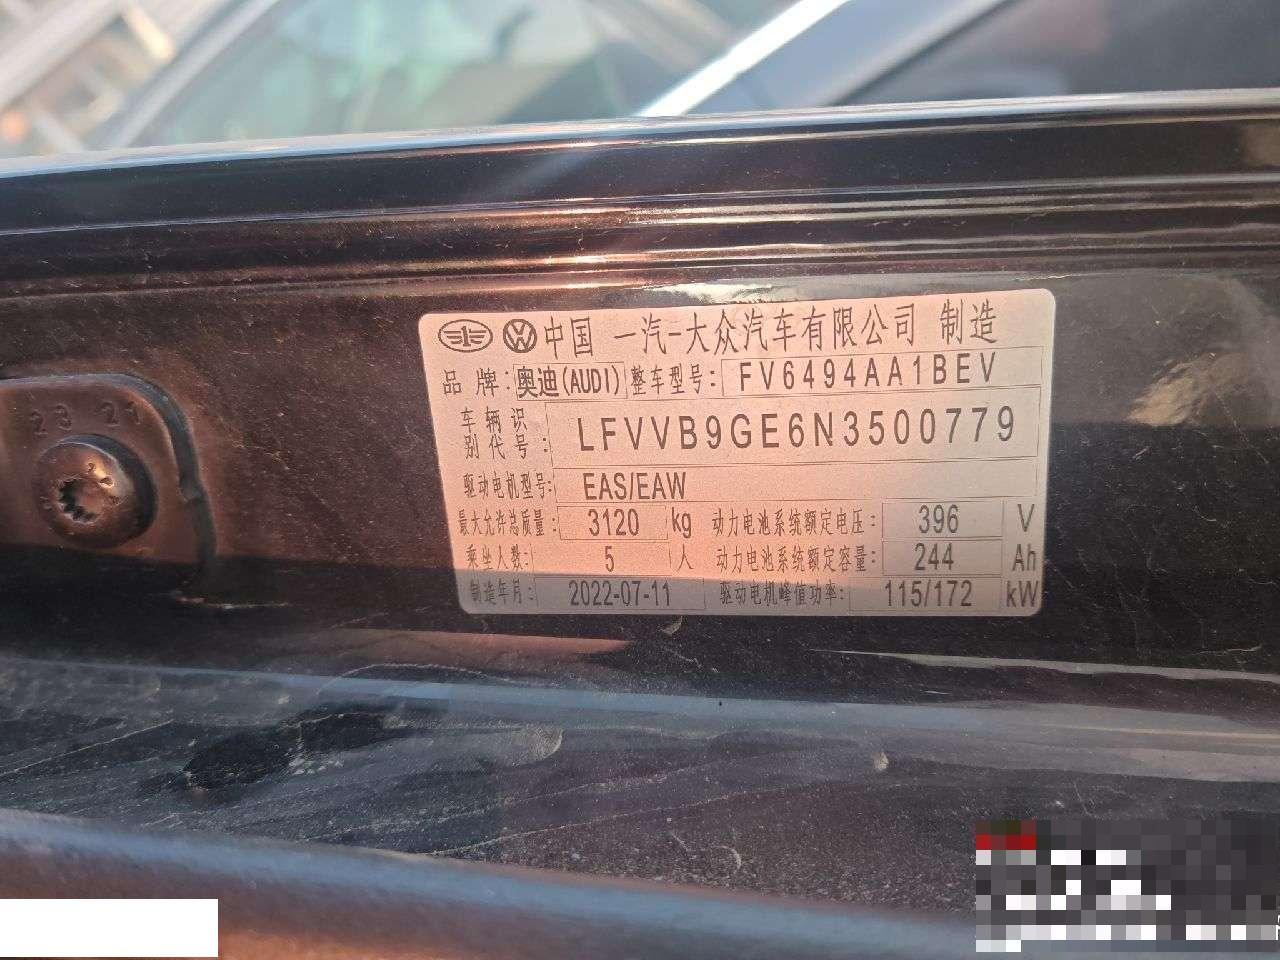 中国 一汽-大众汽车有限公司 制造
品 牌: 奥迪(AUDI) 整车型号: FV6494AA1BEV
车辆识别代号: LFVVB9GE6N3500779
驱动电机型号: EAS/EAW
最大允许总质量: 3120 kg 动力电池系统额定电压: 396 V
乘坐人数: 5 人 动力电池系统额定容量: 244 Ah
制造年月: 2022-07-11 驱动电机峰值功率: 115/172 kW
23 21